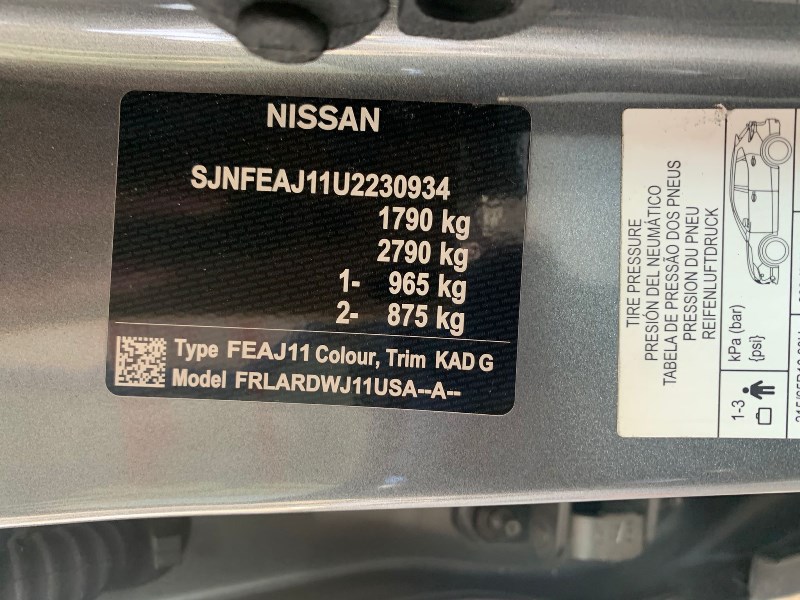 NISSAN
SJNFEAJ11U2230934
1790 kg
2790 kg
1- 965 kg
2- 875 kg
Type FEAJ11 Colour, Trim KAD G
Model FRLARDWJ11USA--A--
TIRE PRESSURE
PRESIÓN DEL NEUMÁTICO
TABELA DE PRESSÃO DOS PNEUS
PRESSION DU PNEU
REIFENLUFTDRUCK
kPa (bar)
{psi}
1-3